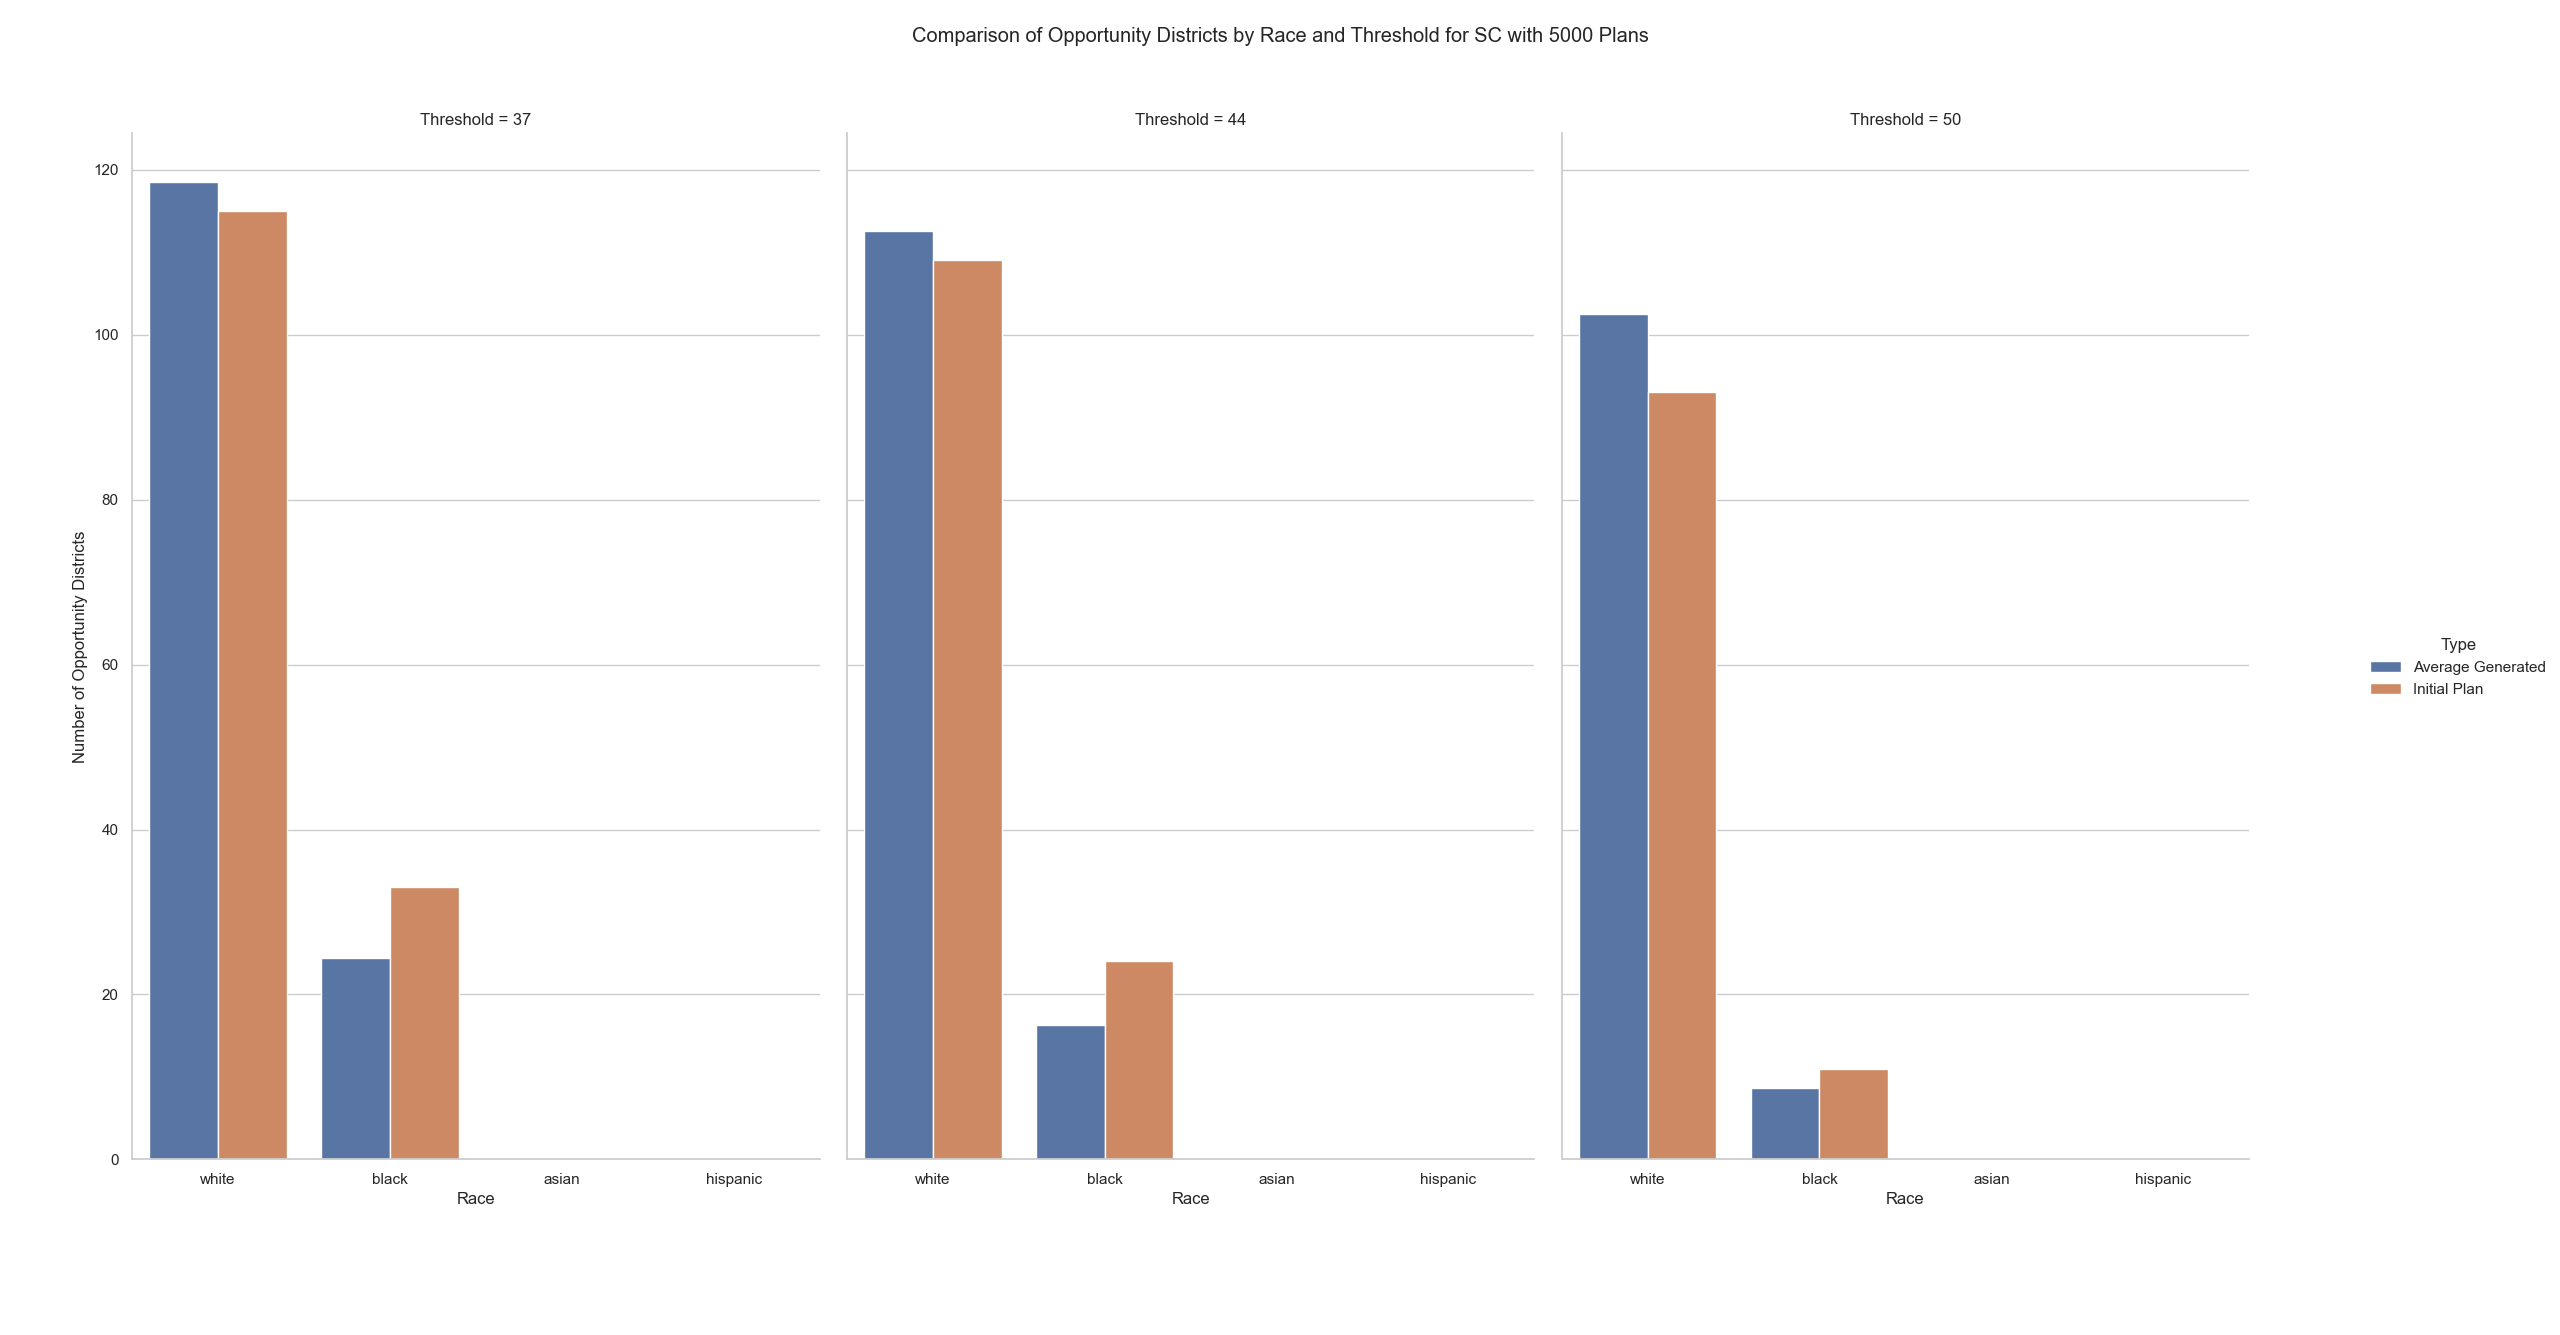 Comparison of Opportunity Districts by Race and Threshold for SC with 5000 Plans
Threshold = 37
Threshold = 44
Threshold = 50
Number of Opportunity Districts
120
100
80
60
40
20
0
white black asian hispanic
Race
white black asian hispanic
Race
white black asian hispanic
Race
Type
Average Generated
Initial Plan